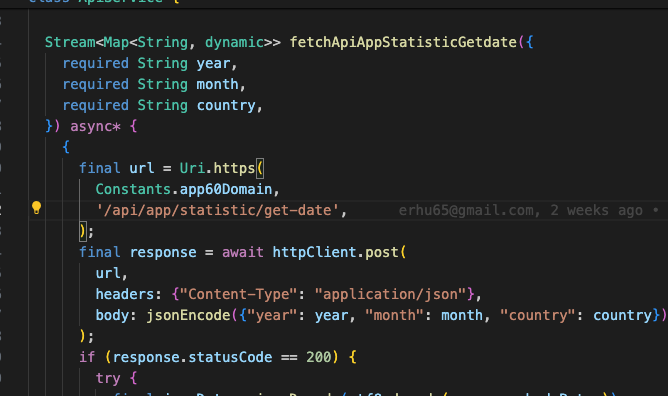 class ApiService {
Stream<Map<String, dynamic>> fetchApiAppStatisticGetdate({
required String year,
required String month,
required String country,
}) async* {
{
final url = Uri.https(
Constants.app60Domain,
'/api/app/statistic/get-date', erhu65@gmail.com, 2 weeks ago •
);
final response = await httpClient.post(
url,
headers: {"Content-Type": "application/json"},
body: jsonEncode({"year": year, "month": month, "country": country})
);
if (response.statusCode == 200) {
try {